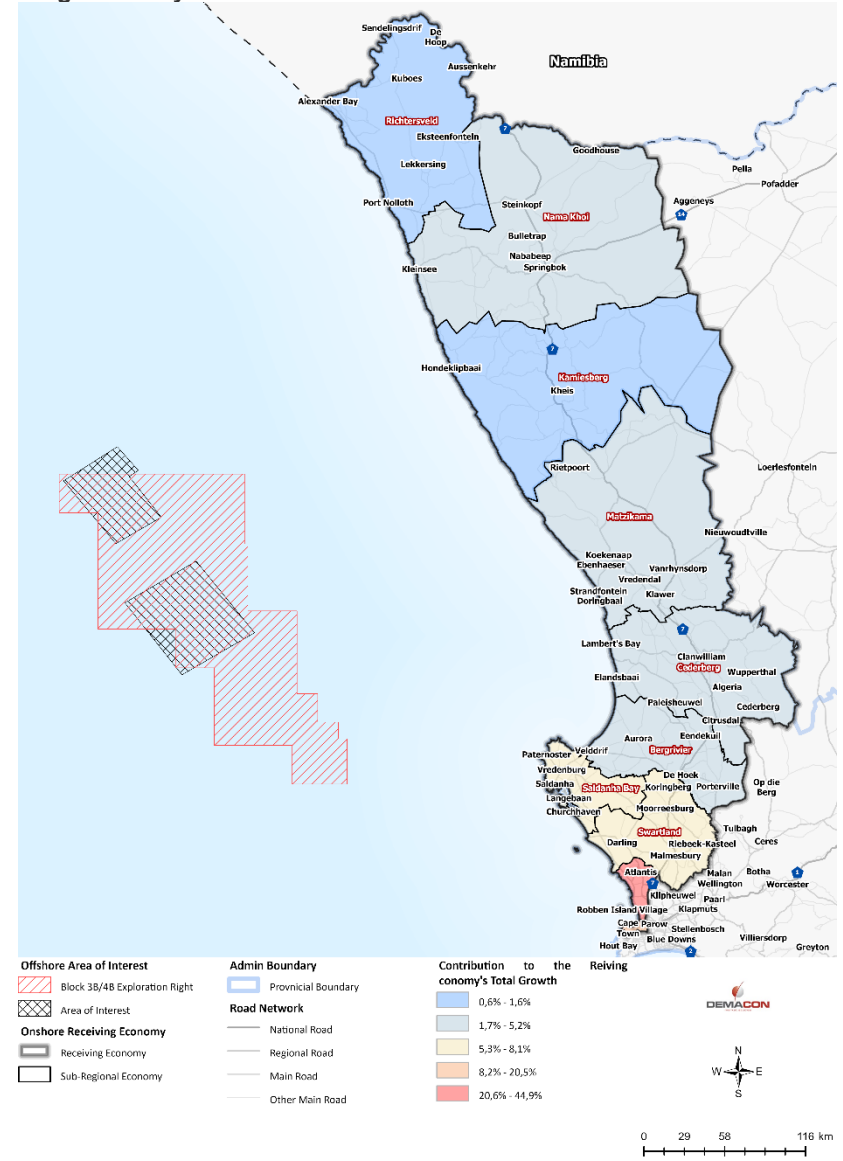 Sendelingsdrif
De
Hoop
Aussenkehr
Namibia
Kuboes
Alexander Bay
Richtersveld
7
Eksteenfontein
Goodhouse
Lekkersing
Pella
Pofadder
Port Nolloth
Steinkopf
Aggeneys
14
Nama Khoi
Bulletrap
Nababeep
Springbok
Kleinsee
7
Hondeklipbaai
Kamiesberg
Kheis
Rietpoort
Loeriesfontein
Matzikama
Nieuwoudtville
Koekenaap
Ebenhaeser
Vanrhynsdorp
Vredendal
Strandfontein
Klawer
Doringbaai
7
Lambert's Bay
Clanwilliam
Cederberg
Wupperthal
Elandsbaai
Algeria
Paleisheuwel
Cederberg
Citrusdal
Aurora
Eendekuil
Bergrivier
Paternoster
Velddrif
Vredenburg
De Hoek
Saldanha
Saldanha Bay
Koringberg
Porterville
Op die
Berg
Langebaan
Churchhaven
Moorreesburg
Swartland
Tulbagh
Darling
Riebeek-Kasteel
Ceres
Malmesbury
Atlantis
7
Malan
Botha
1
Wellington
Worcester
Klipheuwel
Paarl
Robben Island Village
Klapmuts
Cape
Town
Parow
Stellenbosch
Blue Downs
Villiersdorp
Hout Bay
2
Greyton
Offshore Area of Interest
Block 3B/4B Exploration Right
Area of Interest
Onshore Receiving Economy
Receiving Economy
Sub-Regional Economy
Admin Boundary
Provnicial Boundary
Road Network
National Road
Regional Road
Main Road
Other Main Road
Contribution to the Reiving
conomy's Total Growth
0,6% - 1,6%
1,7% - 5,2%
5,3% - 8,1%
8,2% - 20,5%
20,6% - 44,9%
DEMACON
N
W E
S
0 29 58 116 km